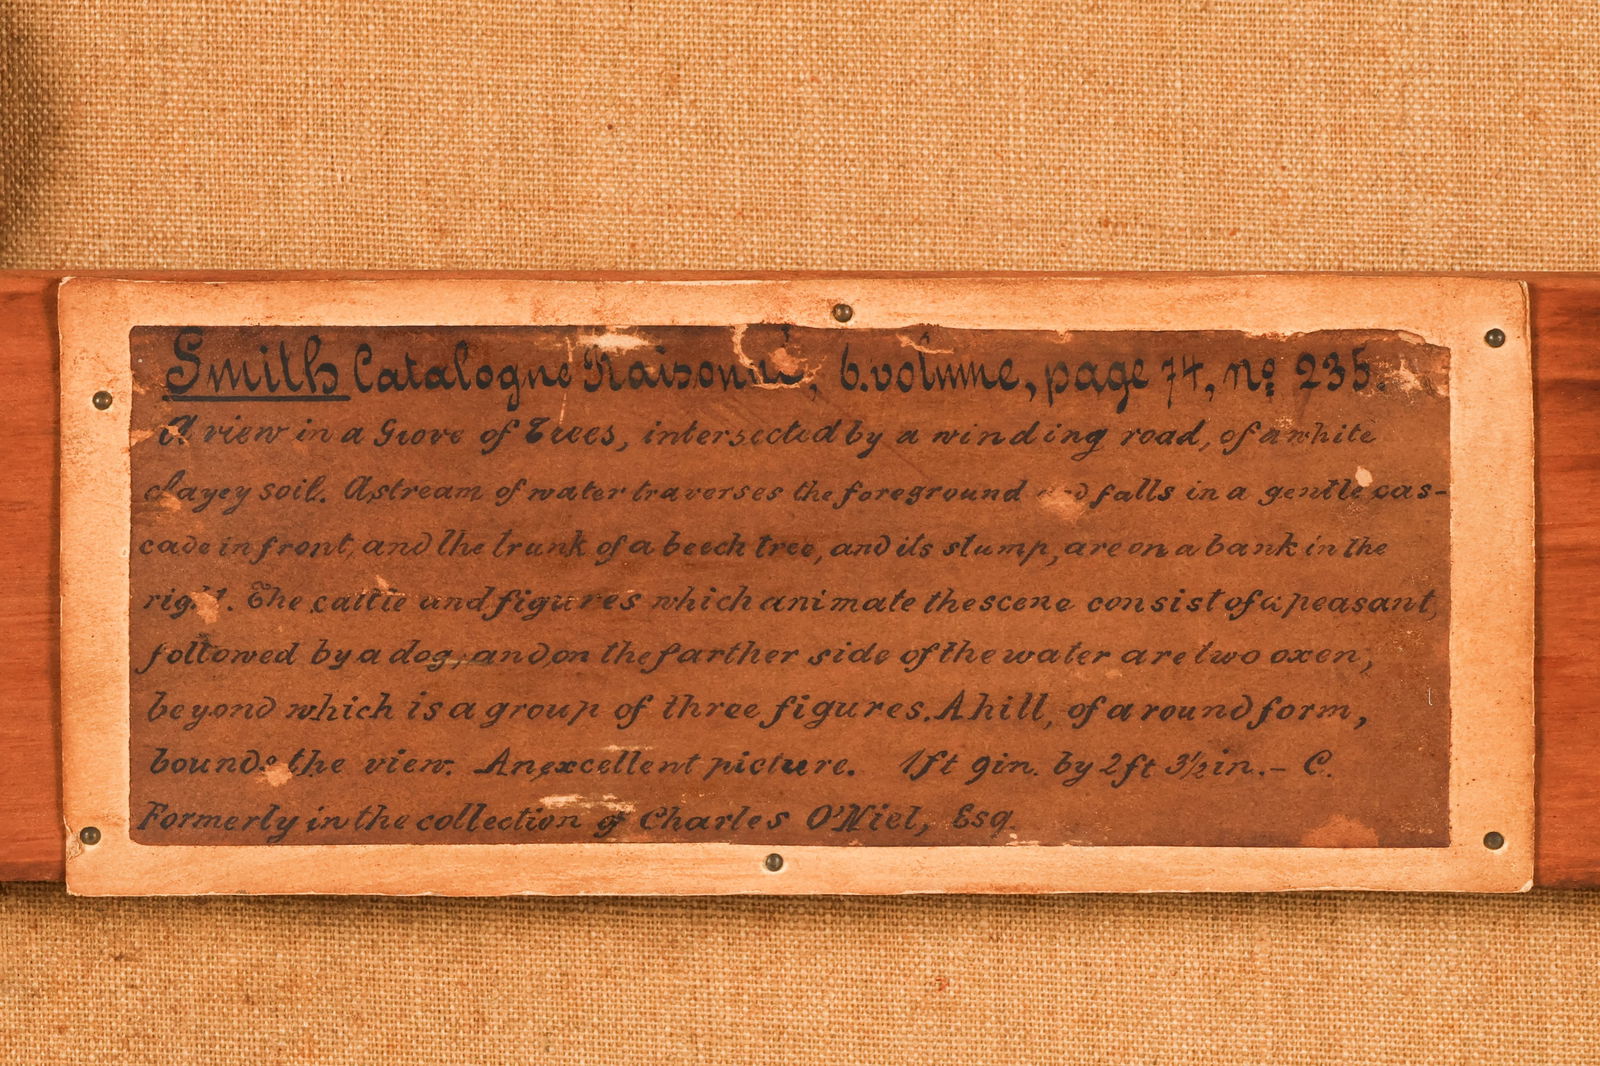 Smith Catalogue Raisonné, 6. volume, page 74, nº 235.
A view in a Grove of Trees, intersected by a winding road, of a white
clayey soil. A stream of water traverses the foreground and falls in a gentle cas-
cade in front, and the trunk of a beech tree, and its stump, are on a bank in the
right. The cattle and figures which animate the scene consist of a peasant,
followed by a dog, and, on the farther side of the water are two oxen,
beyond which is a group of three figures. A hill, of a round form,
bounds the view. An excellent picture. 1ft 9in. by 2ft 3½in. – C.
Formerly in the collection of Charles O'Niel, Esq.